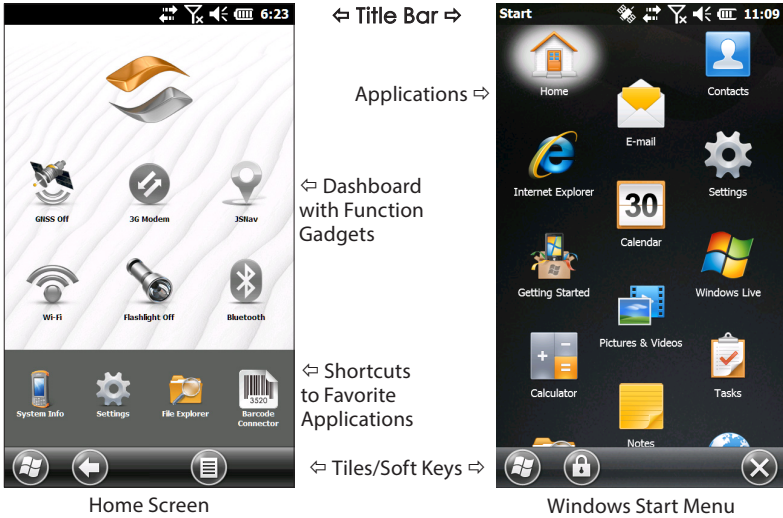 6:23
GNSS Off
3G Modem
JSNav
Wi-Fi
Flashlight Off
Bluetooth
System Info
Settings
File Explorer
3520
Barcode
Connector
Home Screen
⇦ Title Bar ⇨
Applications ⇨
⇦ Dashboard
with Function
Gadgets
⇦ Shortcuts
to Favorite
Applications
⇦ Tiles/Soft Keys ⇨
Start
11:09
Home
Contacts
E-mail
Internet Explorer
Settings
30
Calendar
Getting Started
Windows Live
Pictures & Videos
Calculator
Tasks
Notes
Windows Start Menu